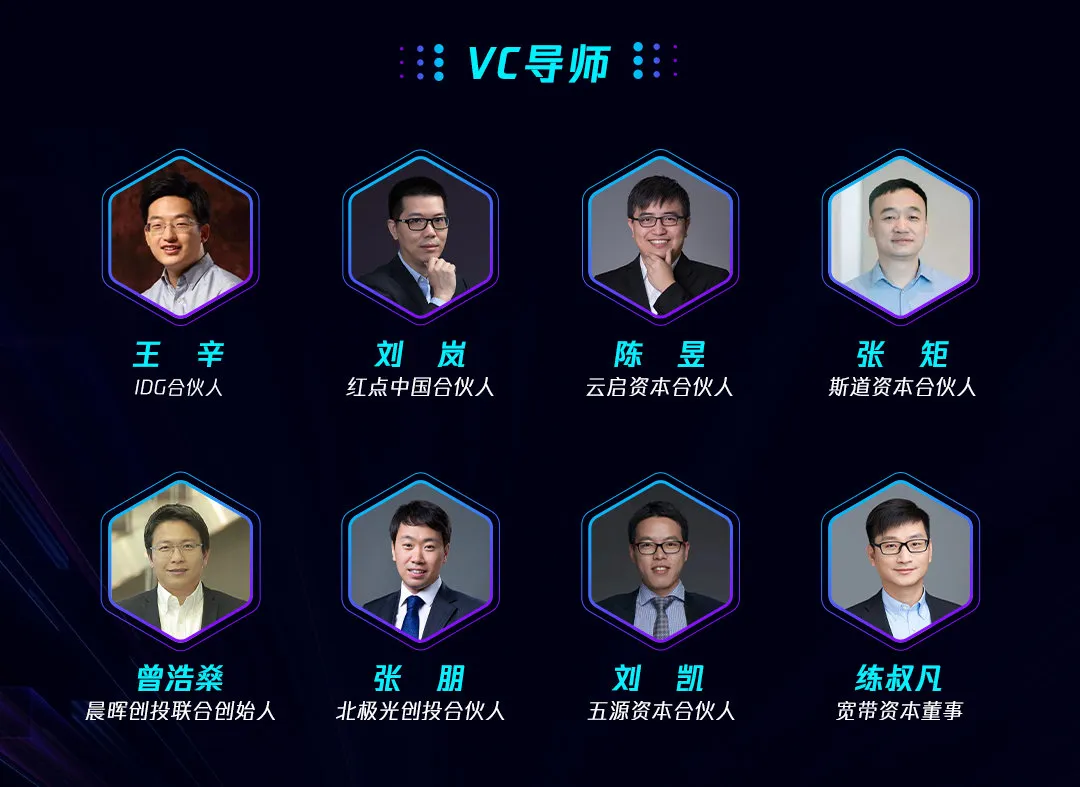 VC导师
王 辛
刘 岚
陈 昱
张 矩
IDG合伙人
红点中国合伙人
云启资本合伙人
斯道资本合伙人
曾浩燊
张 朋
刘 凯
练叔凡
晨晖创投联合创始人
北极光创投合伙人
五源资本合伙人
宽带资本董事